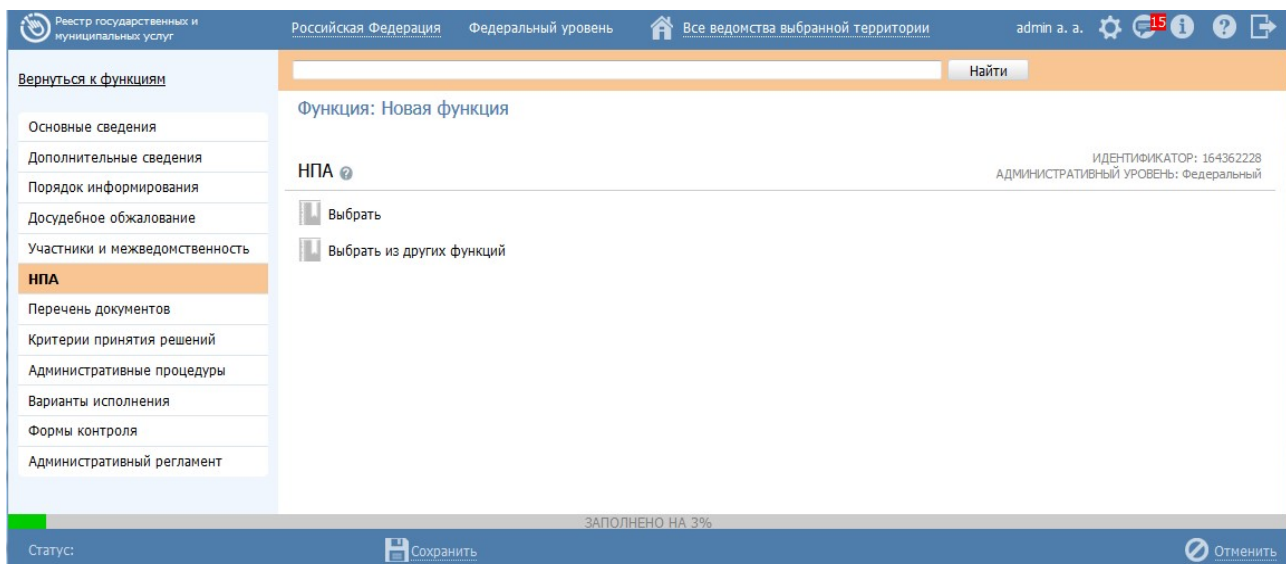 Реестр государственных и
муниципальных услуг
Российская Федерация Федеральный уровень Все ведомства выбранной территории admin а. а. 15
Вернуться к функциям
Найти
Функция: Новая функция
Основные сведения
Дополнительные сведения
Порядок информирования
Досудебное обжалование
Участники и межведомственность
НПА
Перечень документов
Критерии принятия решений
Административные процедуры
Варианты исполнения
Формы контроля
Административный регламент
НПА
ИДЕНТИФИКАТОР: 164362228
АДМИНИСТРАТИВНЫЙ УРОВЕНЬ: Федеральный
Выбрать
Выбрать из других функций
ЗАПОЛНЕНО НА 3%
Статус: Сохранить Отменить